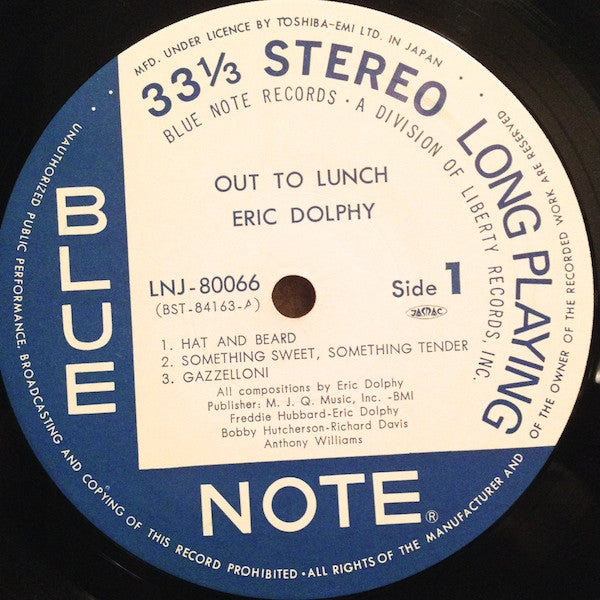 MFD. UNDER LICENCE BY TOSHIBA-EMI LTD. IN JAPAN
33⅓ STEREO LONG PLAYING
BLUE NOTE RECORDS · A DIVISION OF LIBERTY RECORDS, INC.
OUT TO LUNCH
ERIC DOLPHY
LNJ-80066
(BST-84163-A)
Side 1
JASRAC
1. HAT AND BEARD
2. SOMETHING SWEET, SOMETHING TENDER
3. GAZZELLONI
All compositions by Eric Dolphy
Publisher: M. J. Q. Music, Inc. -BMI
Freddie Hubbard-Eric Dolphy
Bobby Hutcherson-Richard Davis
Anthony Williams
BLUE
NOTE®
UNAUTHORIZED PUBLIC PERFORMANCE, BROADCASTING AND COPYING OF THIS RECORD PROHIBITED · ALL RIGHTS OF THE MANUFACTURER AND OF THE OWNER OF THE RECORDED WORK ARE RESERVED